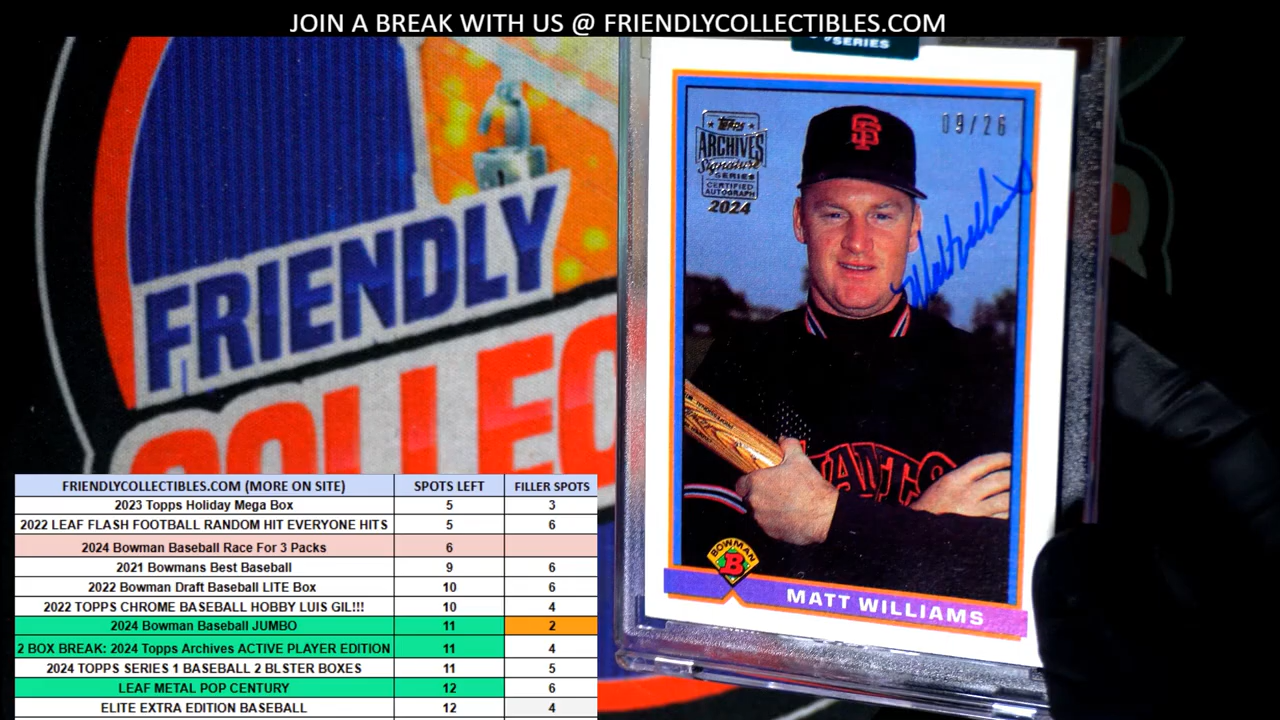 JOIN A BREAK WITH US @ FRIENDLYCOLLECTIBLES.COM
SERIES
09/26
Topps
ARCHIVES
Signature
SERIES
CERTIFIED
AUTOGRAPH
2024
SF
Matt Williams
GIANTS
BOWMAN
B
MATT WILLIAMS
FRIENDLY
COLLEC
FRIENDLYCOLLECTIBLES.COM (MORE ON SITE) SPOTS LEFT FILLER SPOTS
2023 Topps Holiday Mega Box 5 3
2022 LEAF FLASH FOOTBALL RANDOM HIT EVERYONE HITS 5 6
2024 Bowman Baseball Race For 3 Packs 6
2021 Bowmans Best Baseball 9 6
2022 Bowman Draft Baseball LITE Box 10 6
2022 TOPPS CHROME BASEBALL HOBBY LUIS GIL!!! 10 4
2024 Bowman Baseball JUMBO 11 2
2 BOX BREAK: 2024 Topps Archives ACTIVE PLAYER EDITION 11 4
2024 TOPPS SERIES 1 BASEBALL 2 BLSTER BOXES 11 5
LEAF METAL POP CENTURY 12 6
ELITE EXTRA EDITION BASEBALL 12 4